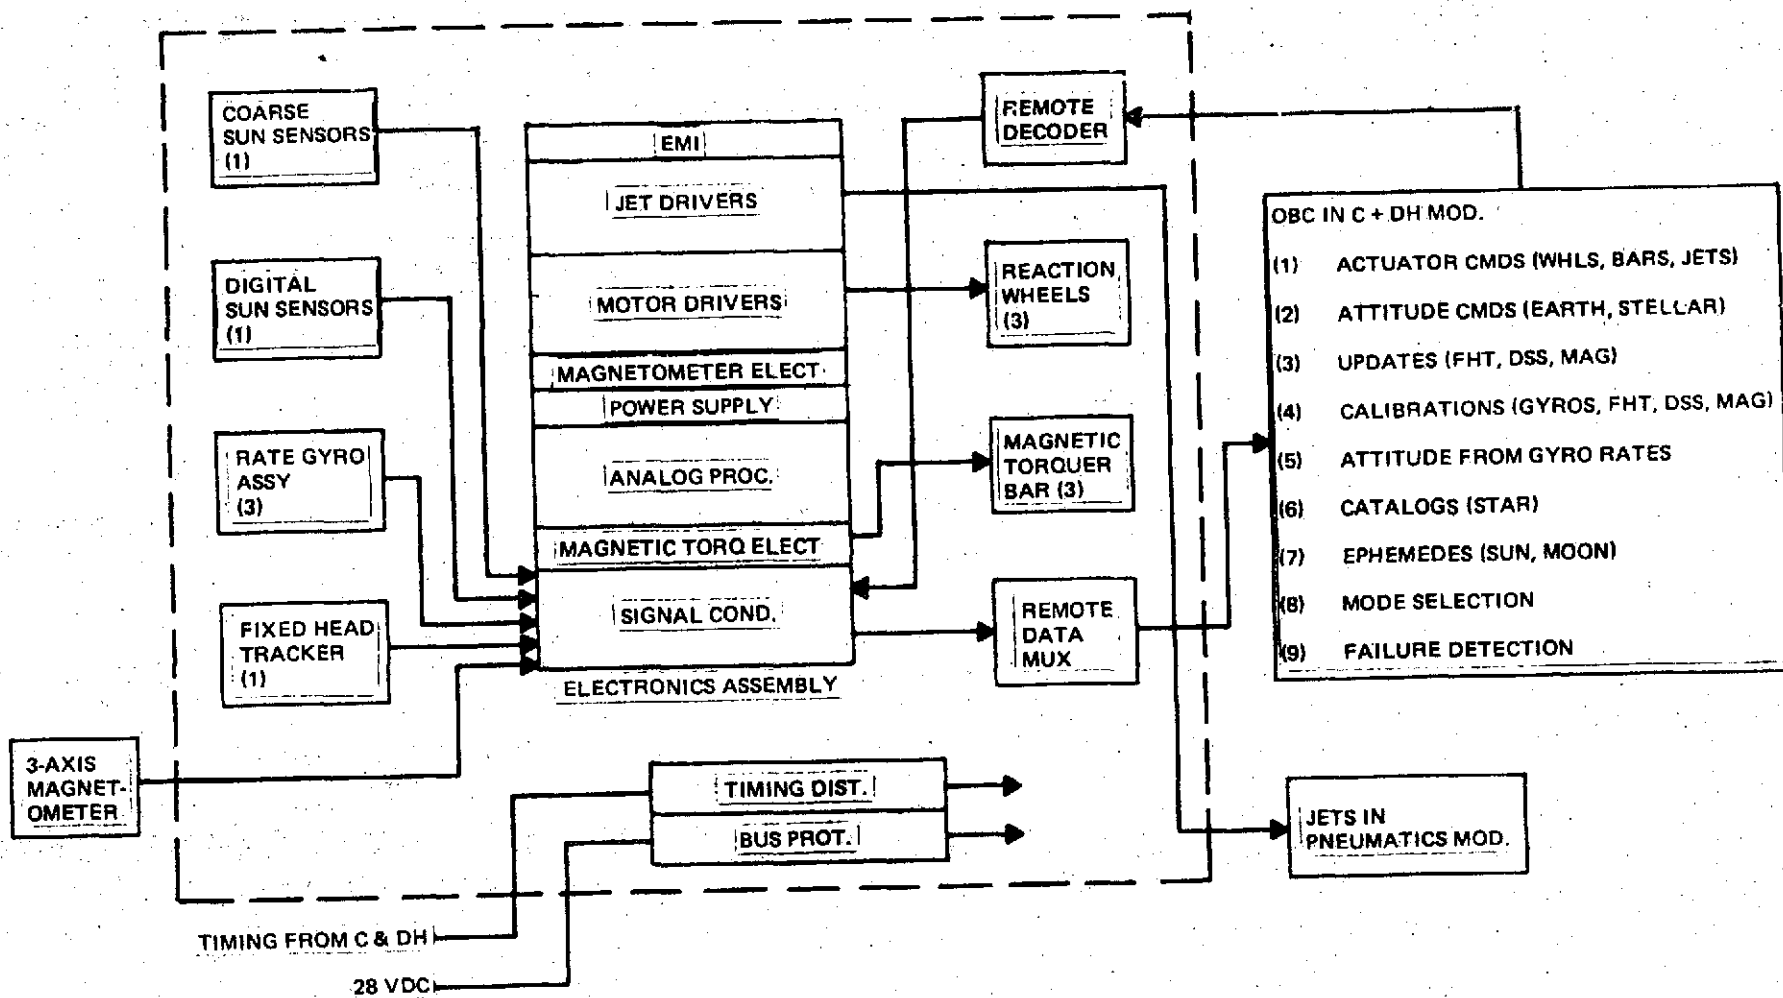 COARSE
SUN SENSORS
(1)
DIGITAL
SUN SENSORS
(1)
RATE GYRO
ASSY
(3)
FIXED HEAD
TRACKER
(1)
3-AXIS
MAGNET-
OMETER
EMI
JET DRIVERS
MOTOR DRIVERS
MAGNETOMETER ELECT
POWER SUPPLY
ANALOG PROC.
MAGNETIC TORQ ELECT
SIGNAL COND.
ELECTRONICS ASSEMBLY
TIMING DIST.
BUS PROT.
TIMING FROM C & DH
28 VDC
REMOTE
DECODER
REACTION
WHEELS
(3)
MAGNETIC
TORQUER
BAR (3)
REMOTE
DATA
MUX
OBC IN C + DH MOD.
(1) ACTUATOR CMDS (WHLS, BARS, JETS)
(2) ATTITUDE CMDS (EARTH, STELLAR)
(3) UPDATES (FHT, DSS, MAG)
(4) CALIBRATIONS (GYROS, FHT, DSS, MAG)
(5) ATTITUDE FROM GYRO RATES
(6) CATALOGS (STAR)
(7) EPHEMEDES (SUN, MOON)
(8) MODE SELECTION
(9) FAILURE DETECTION
JETS IN
PNEUMATICS MOD.